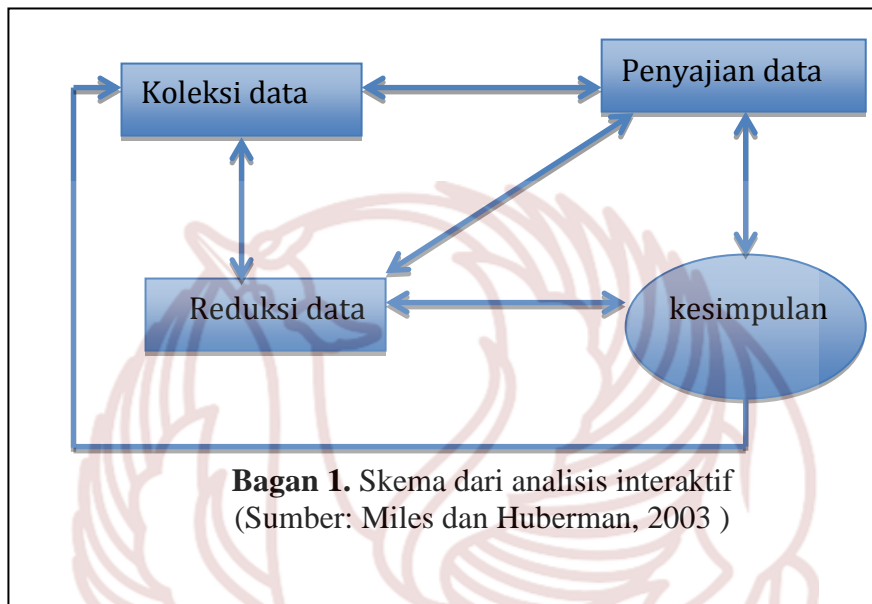 Koleksi data
Penyajian data
Reduksi data
kesimpulan
Bagan 1. Skema dari analisis interaktif
(Sumber: Miles dan Huberman, 2003 )